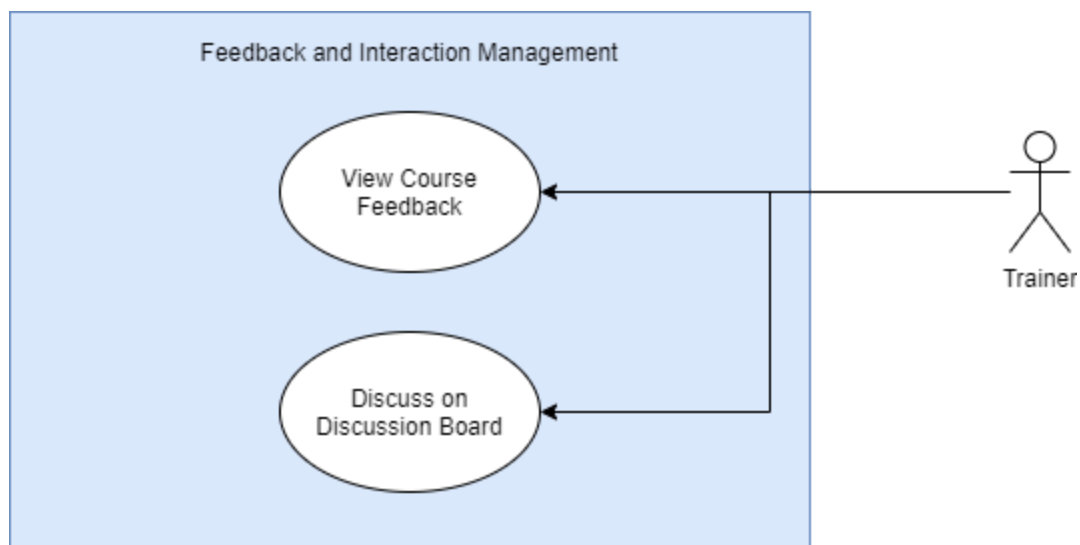 Feedback and Interaction Management
View Course
Feedback
Trainer
Discuss on
Discussion Board